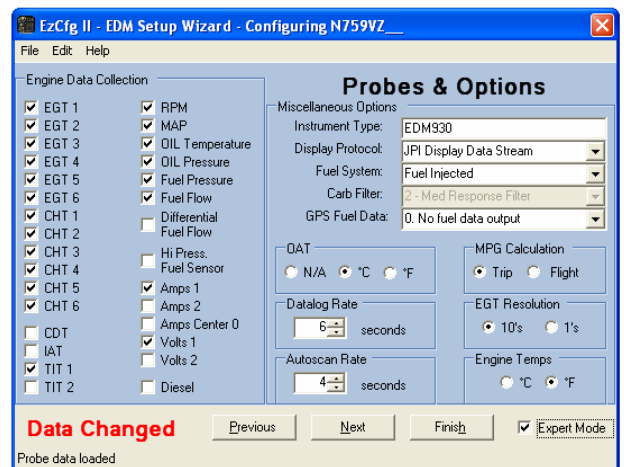 EzCfg II - EDM Setup Wizard - Configuring N759VZ__
File Edit Help
Engine Data Collection
EGT 1
EGT 2
EGT 3
EGT 4
EGT 5
EGT 6
CHT 1
CHT 2
CHT 3
CHT 4
CHT 5
CHT 6
CDT
IAT
TIT 1
TIT 2
RPM
MAP
OIL Temperature
OIL Pressure
Fuel Pressure
Fuel Flow
Differential
Fuel Flow
Hi Press.
Fuel Sensor
Amps 1
Amps 2
Amps Center 0
Volts 1
Volts 2
Diesel
Probes & Options
Miscellaneous Options
Instrument Type: EDM930
Display Protocol: JPI Display Data Stream
Fuel System: Fuel Injected
Carb Filter: 2 - Med Response Filter
GPS Fuel Data: 0. No fuel data output
OAT
N/A °C °F
MPG Calculation
Trip Flight
Datalog Rate
6 seconds
EGT Resolution
10's 1's
Autoscan Rate
4 seconds
Engine Temps
°C °F
Data Changed
Previous Next Finish Expert Mode
Probe data loaded